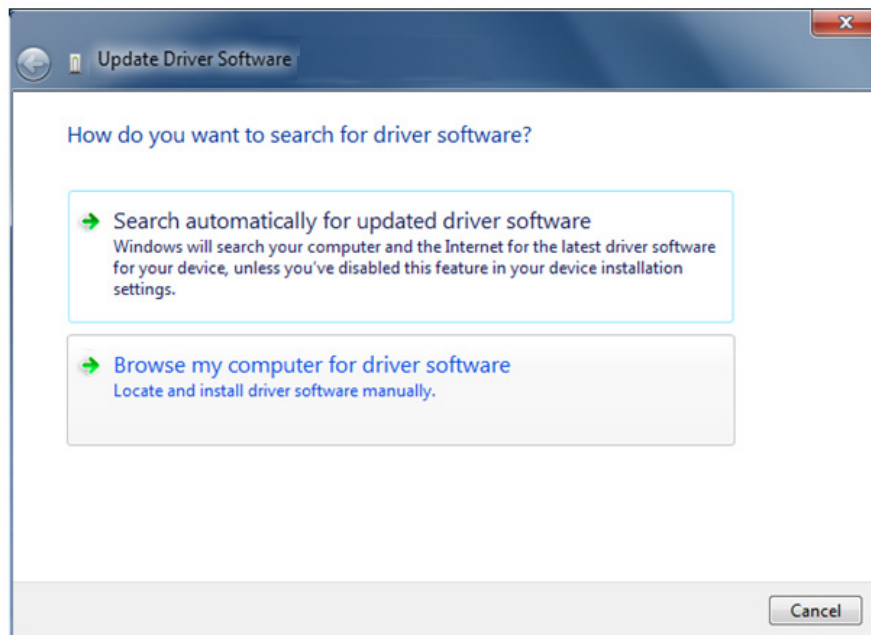 Update Driver Software
How do you want to search for driver software?
Search automatically for updated driver software
Windows will search your computer and the Internet for the latest driver software
for your device, unless you've disabled this feature in your device installation
settings.
Browse my computer for driver software
Locate and install driver software manually.
Cancel